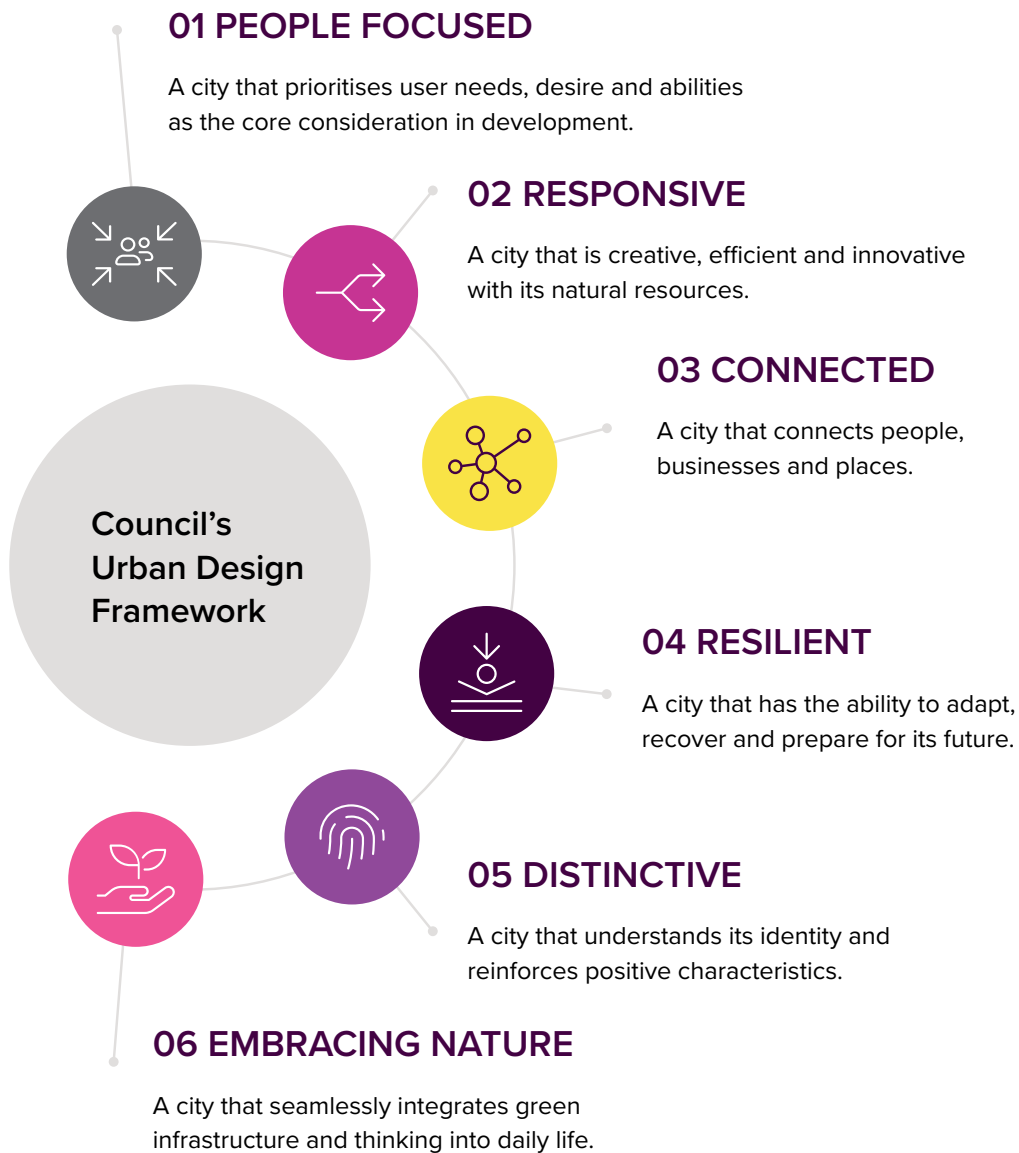 01 PEOPLE FOCUSED
A city that prioritises user needs, desire and abilities
as the core consideration in development.
02 RESPONSIVE
A city that is creative, efficient and innovative
with its natural resources.
03 CONNECTED
A city that connects people,
businesses and places.
Council’s
Urban Design
Framework
04 RESILIENT
A city that has the ability to adapt,
recover and prepare for its future.
05 DISTINCTIVE
A city that understands its identity and
reinforces positive characteristics.
06 EMBRACING NATURE
A city that seamlessly integrates green
infrastructure and thinking into daily life.